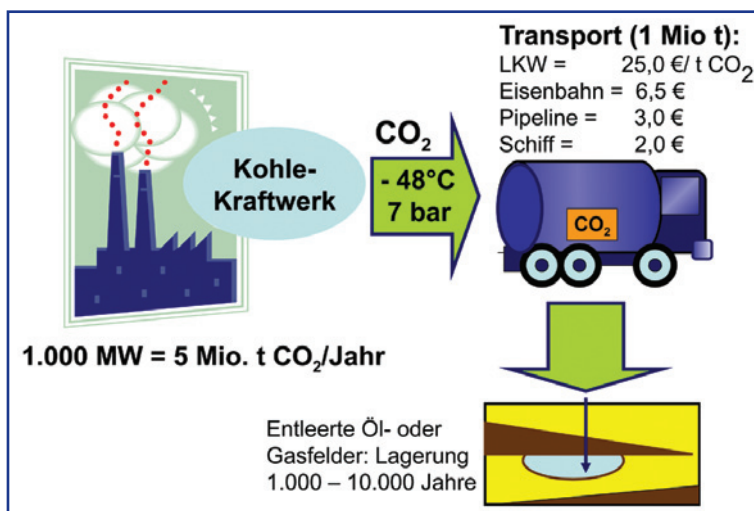 Transport (1 Mio t):
LKW = 25,0 €/ t CO₂
Eisenbahn = 6,5 €
Pipeline = 3,0 €
Schiff = 2,0 €
Kohle-
Kraftwerk
CO₂
- 48°C
7 bar
CO₂
1.000 MW = 5 Mio. t CO₂/Jahr
Entleerte Öl- oder
Gasfelder: Lagerung
1.000 – 10.000 Jahre